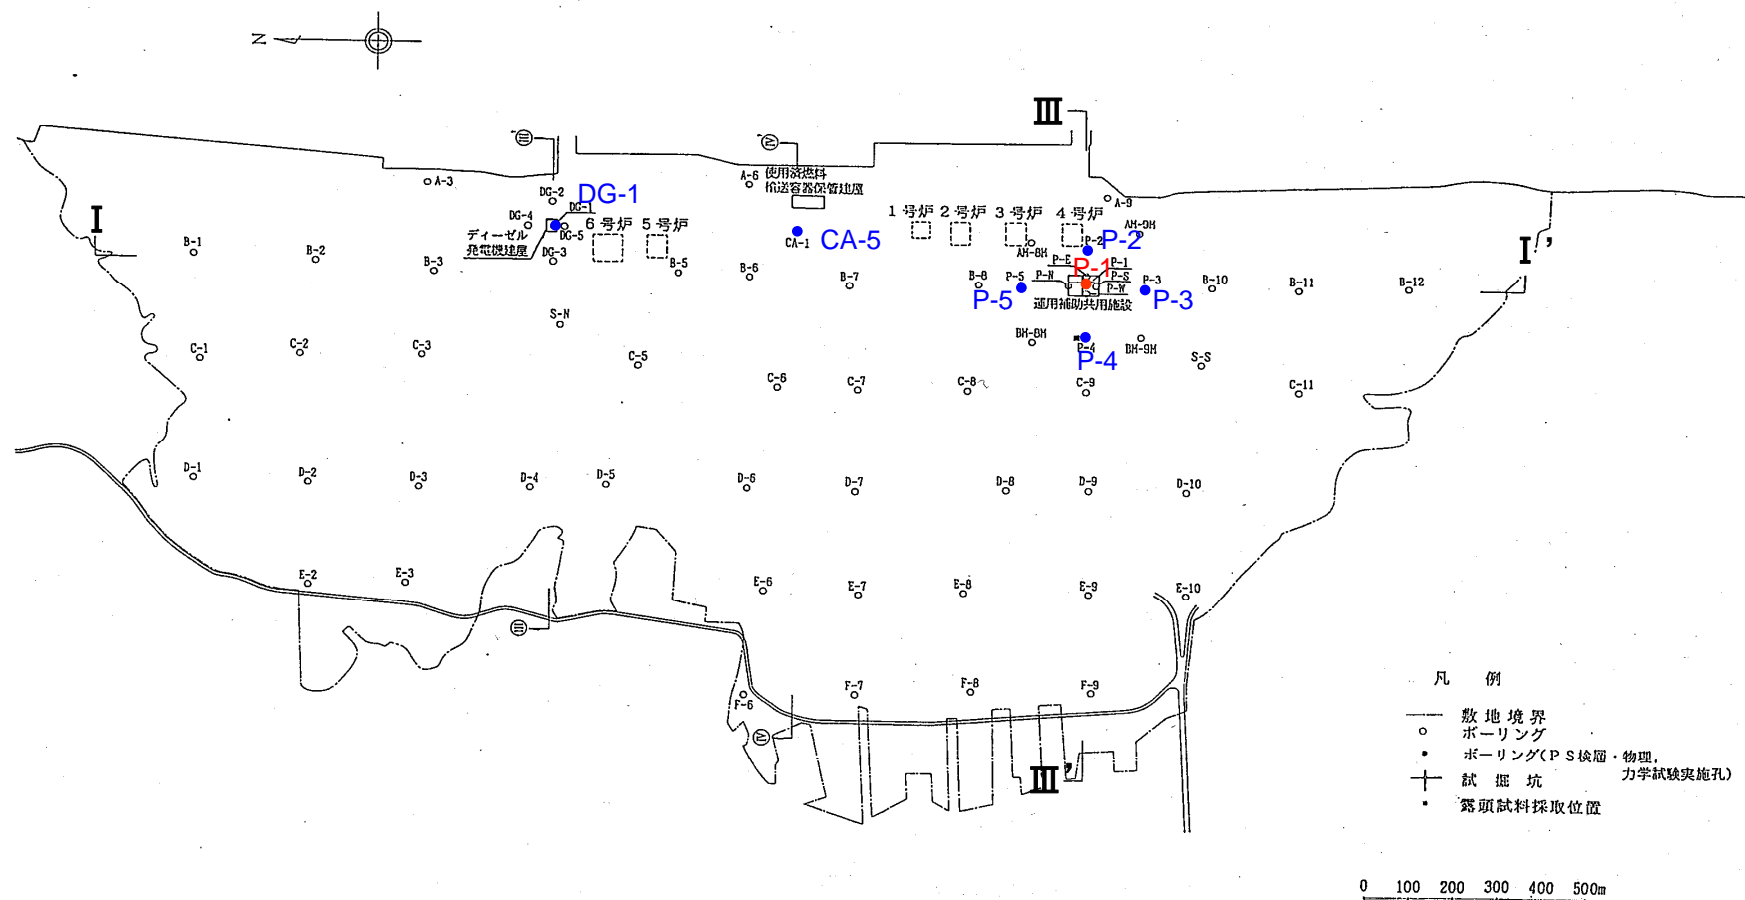 N
III
III
IV
使用済燃料
輸送容器保管建屋
A-3
A-6
A-9
DG-2
DG-1
DG-1
DG-4
DG-5
DG-3
ディーゼル
発電機建屋
6号炉
5号炉
1号炉
2号炉
3号炉
4号炉
I
I'
CA-1
CA-5
AH-8H
AH-9H
P-2
P-2
P-E
P-1
P-1
P-N
P-S
P-W
P-5
P-5
P-3
P-3
運用補助共用施設
B-1
B-2
B-3
B-5
B-6
B-7
B-8
B-10
B-11
B-12
S-N
BH-8H
P-4
P-4
BH-9H
S-S
C-1
C-2
C-3
C-5
C-6
C-7
C-8
C-9
C-11
D-1
D-2
D-3
D-4
D-5
D-6
D-7
D-8
D-9
D-10
E-2
E-3
E-6
E-7
E-8
E-9
E-10
III
F-6
F-7
F-8
F-9
IV
III'
凡 例
敷地境界
ボーリング
ボーリング(PS検層・物理,
力学試験実施孔)
試掘坑
露頭試料採取位置
0 100 200 300 400 500m